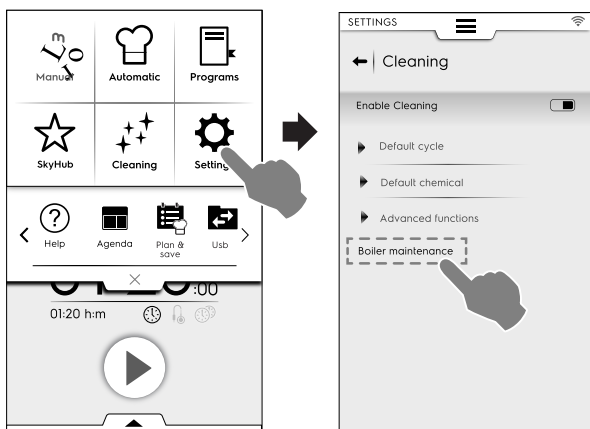 Manual
Automatic
Programs
SkyHub
Cleaning
Help
Agenda
Plan &
save
Usb
:00
01:20 h:m
SETTINGS
Cleaning
Enable Cleaning
Default cycle
Default chemical
Advanced functions
Boiler maintenance